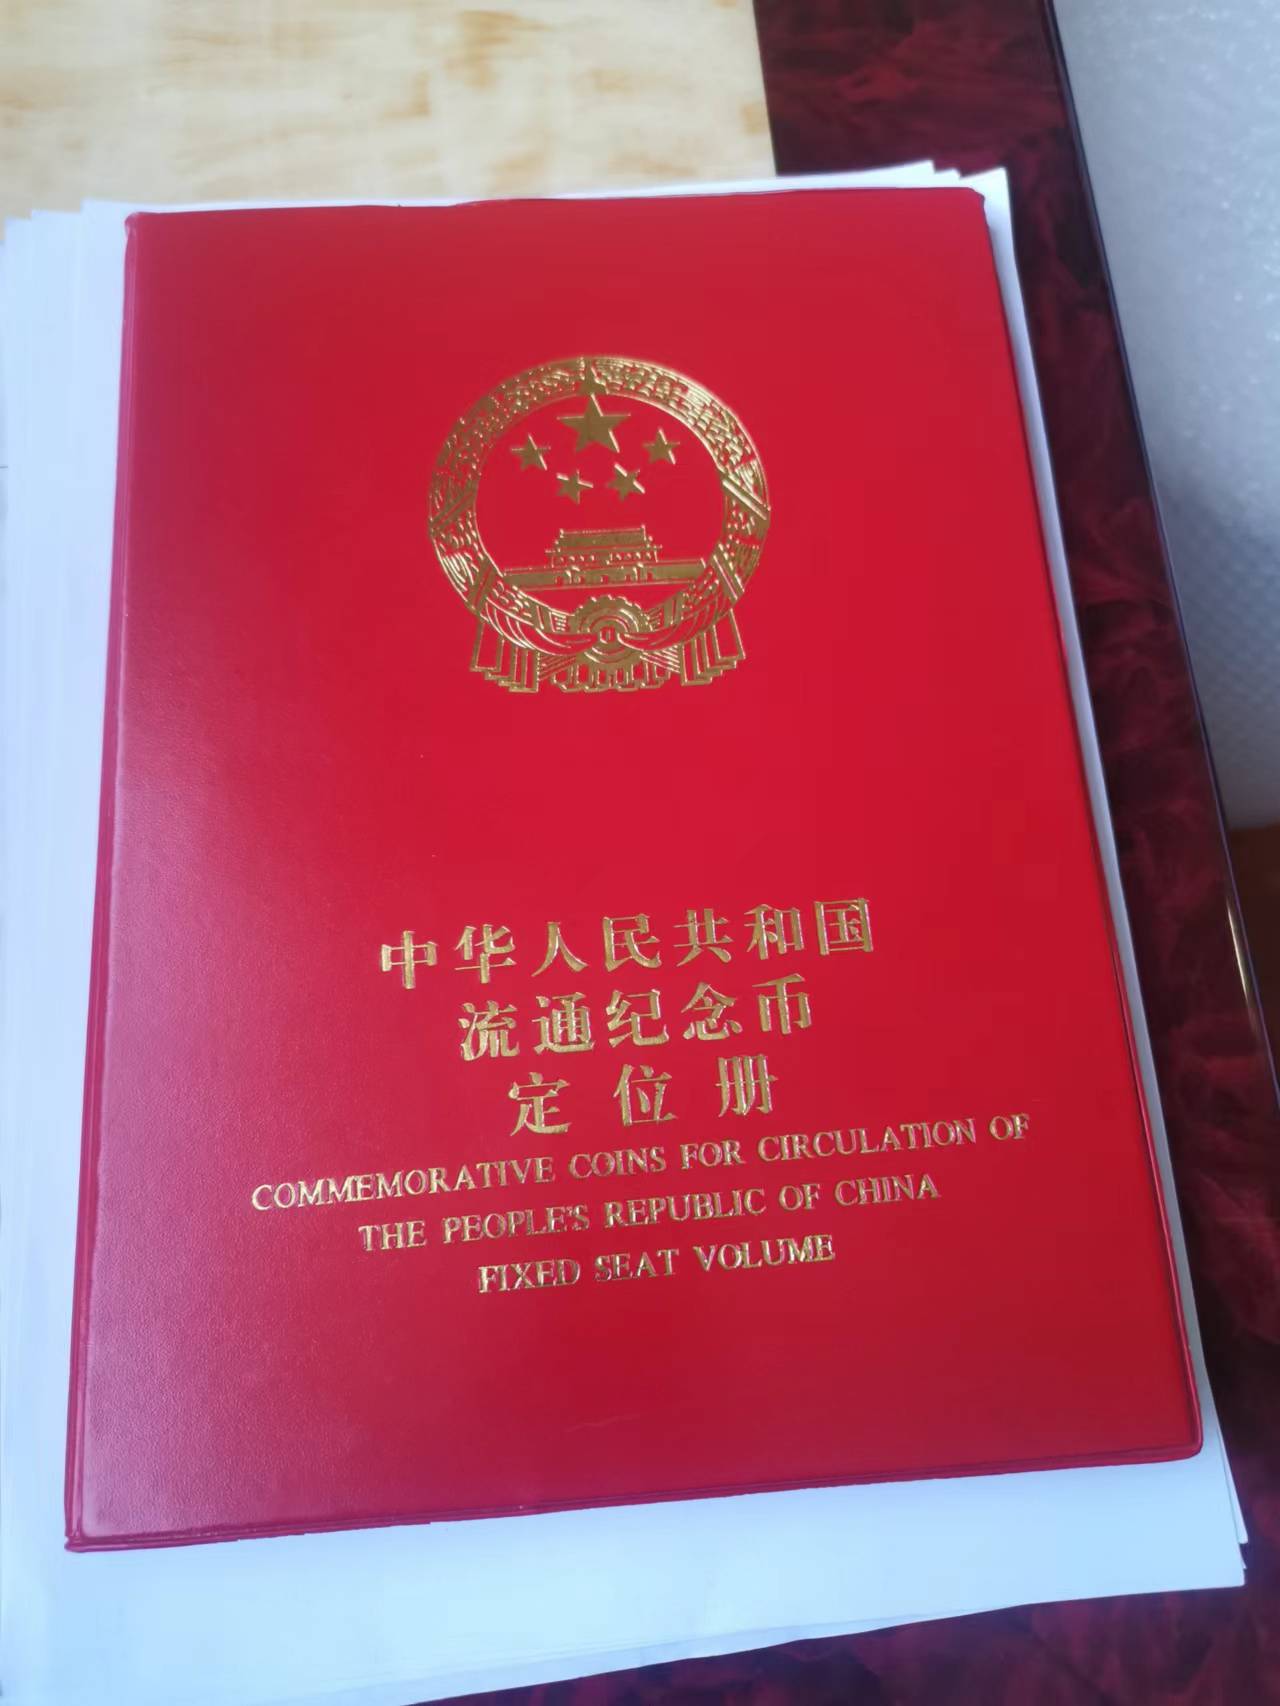 中华人民共和国
流通纪念币
定位册
COMMEMORATIVE COINS FOR CIRCULATION OF
THE PEOPLE'S REPUBLIC OF CHINA
FIXED SEAT VOLUME